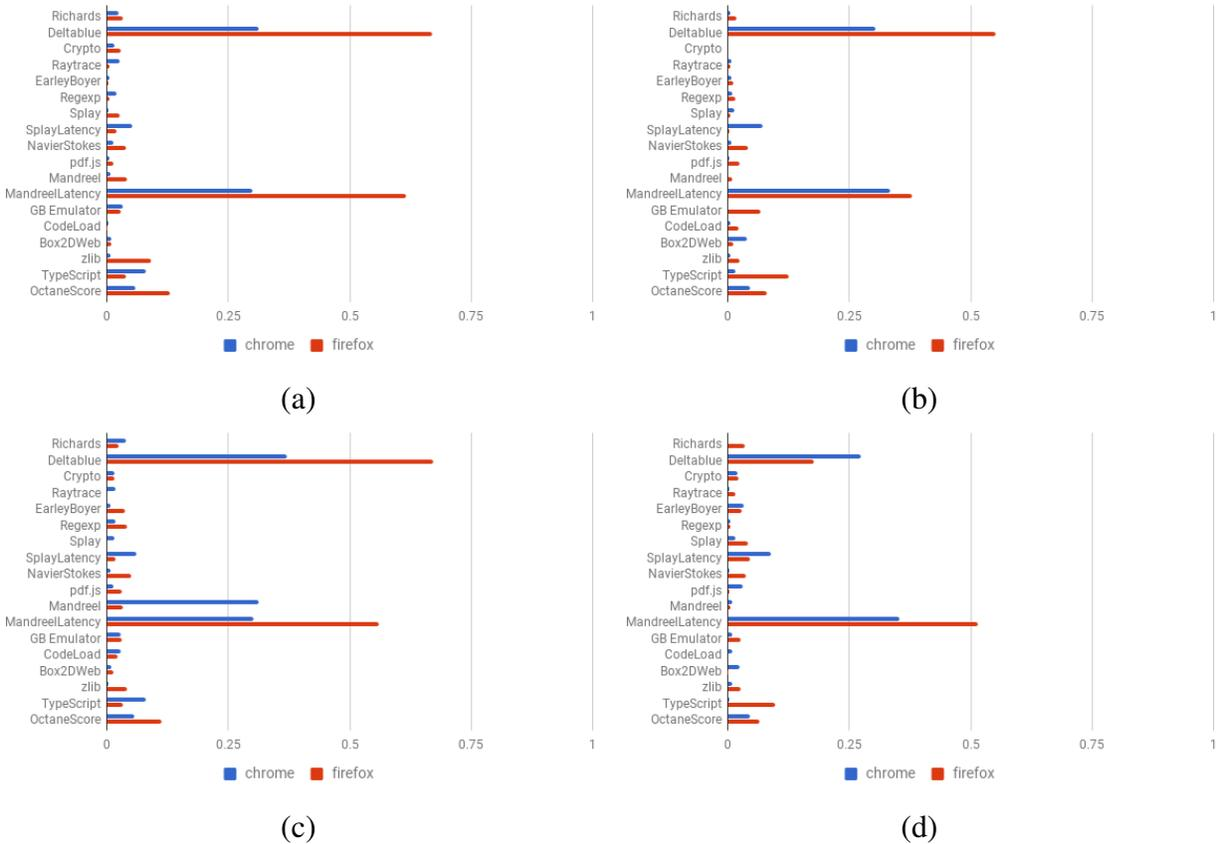 Richards
Deltablue
Crypto
Raytrace
EarleyBoyer
Regexp
Splay
SplayLatency
NavierStokes
pdf.js
Mandreel
MandreelLatency
GB Emulator
CodeLoad
Box2DWeb
zlib
TypeScript
OctaneScore
0 0.25 0.5 0.75 1
chrome firefox
(a)
Richards
Deltablue
Crypto
Raytrace
EarleyBoyer
Regexp
Splay
SplayLatency
NavierStokes
pdf.js
Mandreel
MandreelLatency
GB Emulator
CodeLoad
Box2DWeb
zlib
TypeScript
OctaneScore
0 0.25 0.5 0.75 1
chrome firefox
(b)
Richards
Deltablue
Crypto
Raytrace
EarleyBoyer
Regexp
Splay
SplayLatency
NavierStokes
pdf.js
Mandreel
MandreelLatency
GB Emulator
CodeLoad
Box2DWeb
zlib
TypeScript
OctaneScore
0 0.25 0.5 0.75 1
chrome firefox
(c)
Richards
Deltablue
Crypto
Raytrace
EarleyBoyer
Regexp
Splay
SplayLatency
NavierStokes
pdf.js
Mandreel
MandreelLatency
GB Emulator
CodeLoad
Box2DWeb
zlib
TypeScript
OctaneScore
0 0.25 0.5 0.75 1
chrome firefox
(d)